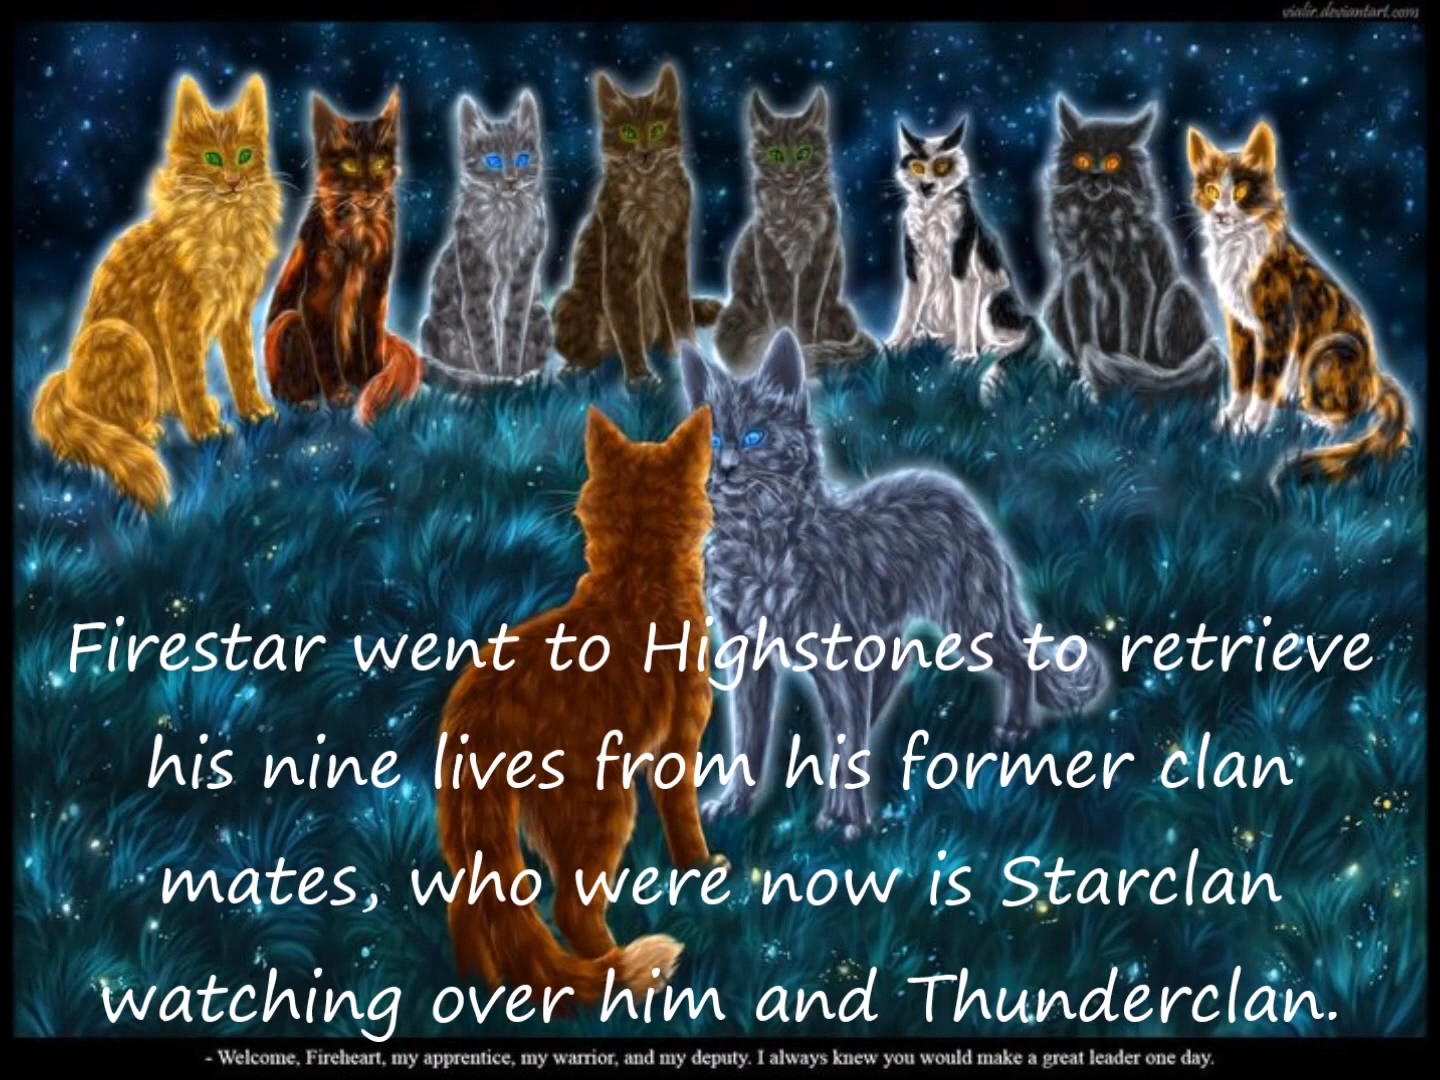 vialir.deviantart.com
Firestar went to Highstones to retrieve
his nine lives from his former clan
mates, who were now is Starclan
watching over him and Thunderclan.
- Welcome, Fireheart, my apprentice, my warrior, and my deputy. I always knew you would make a great leader one day.